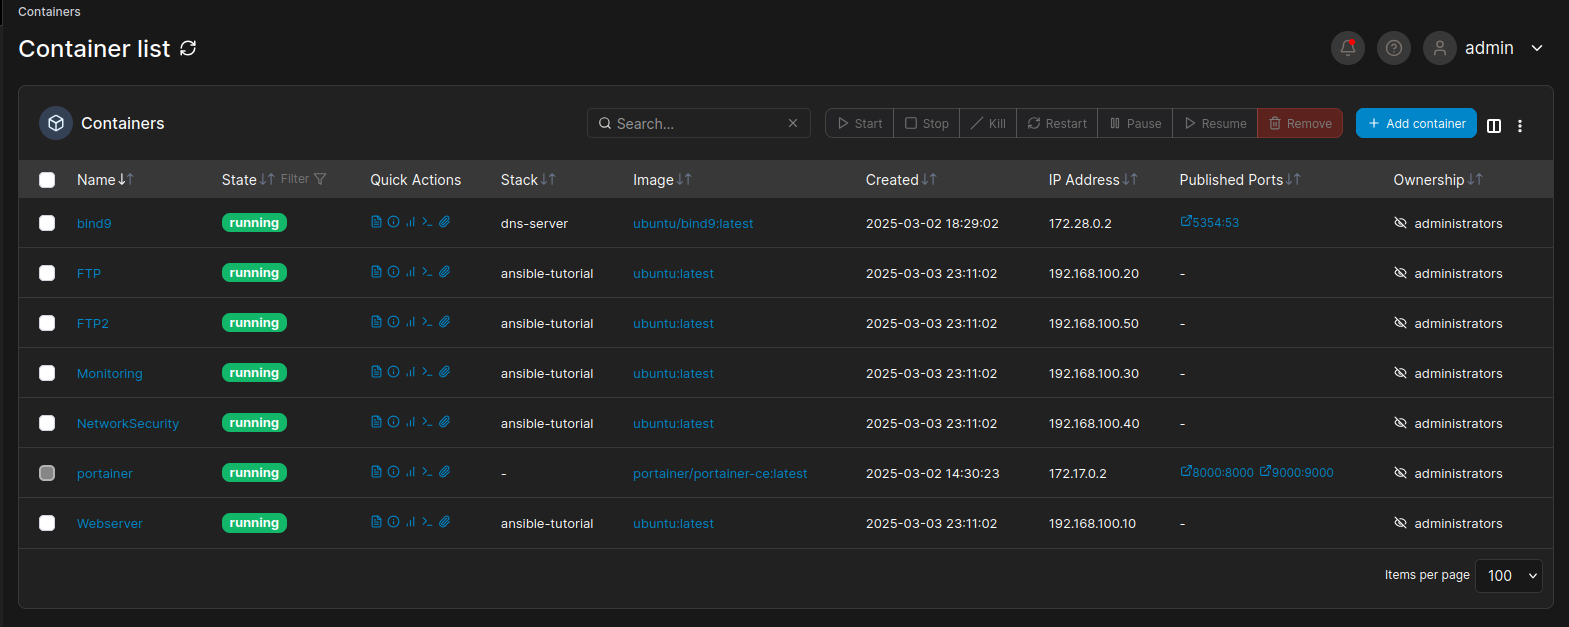 Containers
Container list
admin
Containers
Search...
Start Stop Kill Restart Pause Resume Remove
Add container
Name State Filter Quick Actions Stack Image Created IP Address Published Ports Ownership
bind9 running dns-server ubuntu/bind9:latest 2025-03-02 18:29:02 172.28.0.2 5354:53 administrators
FTP running ansible-tutorial ubuntu:latest 2025-03-03 23:11:02 192.168.100.20 - administrators
FTP2 running ansible-tutorial ubuntu:latest 2025-03-03 23:11:02 192.168.100.50 - administrators
Monitoring running ansible-tutorial ubuntu:latest 2025-03-03 23:11:02 192.168.100.30 - administrators
NetworkSecurity running ansible-tutorial ubuntu:latest 2025-03-03 23:11:02 192.168.100.40 - administrators
portainer running - portainer/portainer-ce:latest 2025-03-02 14:30:23 172.17.0.2 8000:8000 9000:9000 administrators
Webserver running ansible-tutorial ubuntu:latest 2025-03-03 23:11:02 192.168.100.10 - administrators
Items per page 100